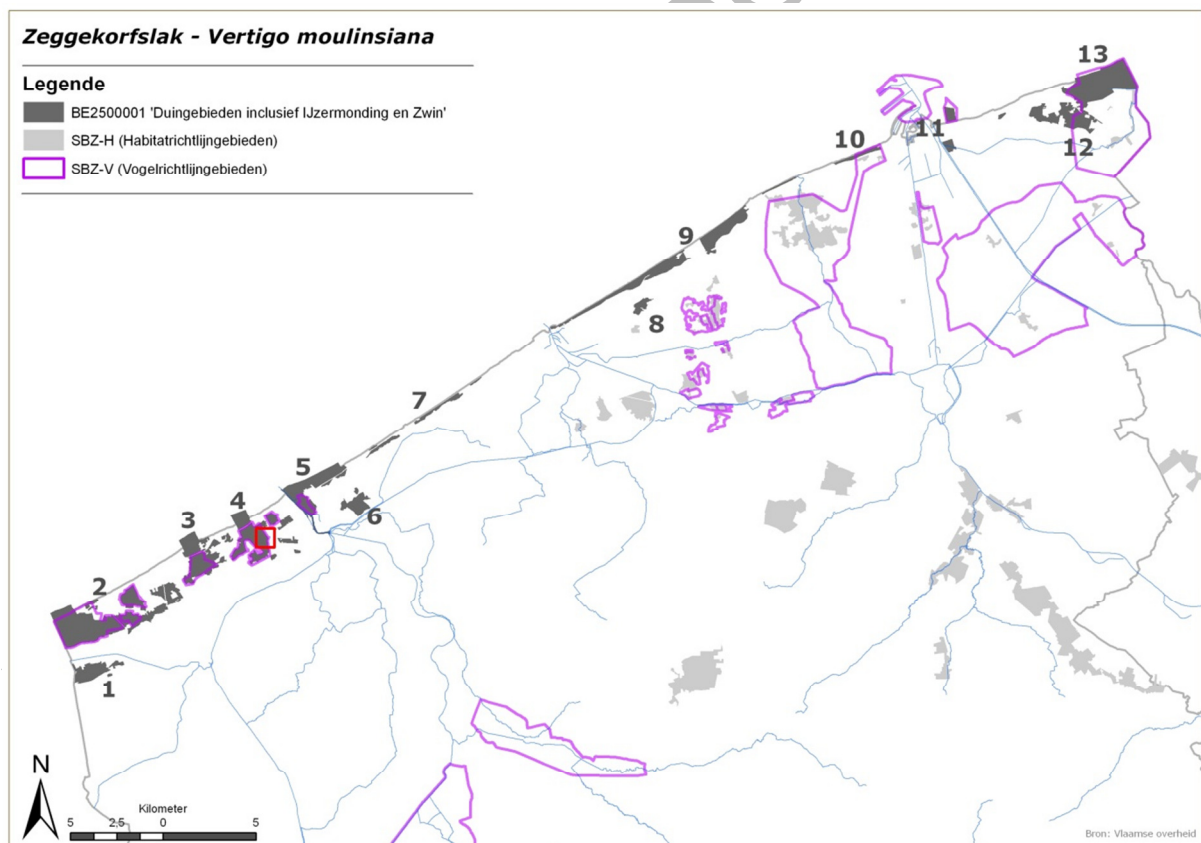 Zeggekorfslak - Vertigo moulinsiana
Legende
BE2500001 'Duingebieden inclusief IJzermonding en Zwin'
SBZ-H (Habitatrichtlijngebieden)
SBZ-V (Vogelrichtlijngebieden)
13
12
11
10
9
8
7
5
6
4
3
2
1
N
Kilometer
5 2,5 0 5
Bron: Vlaamse overheid